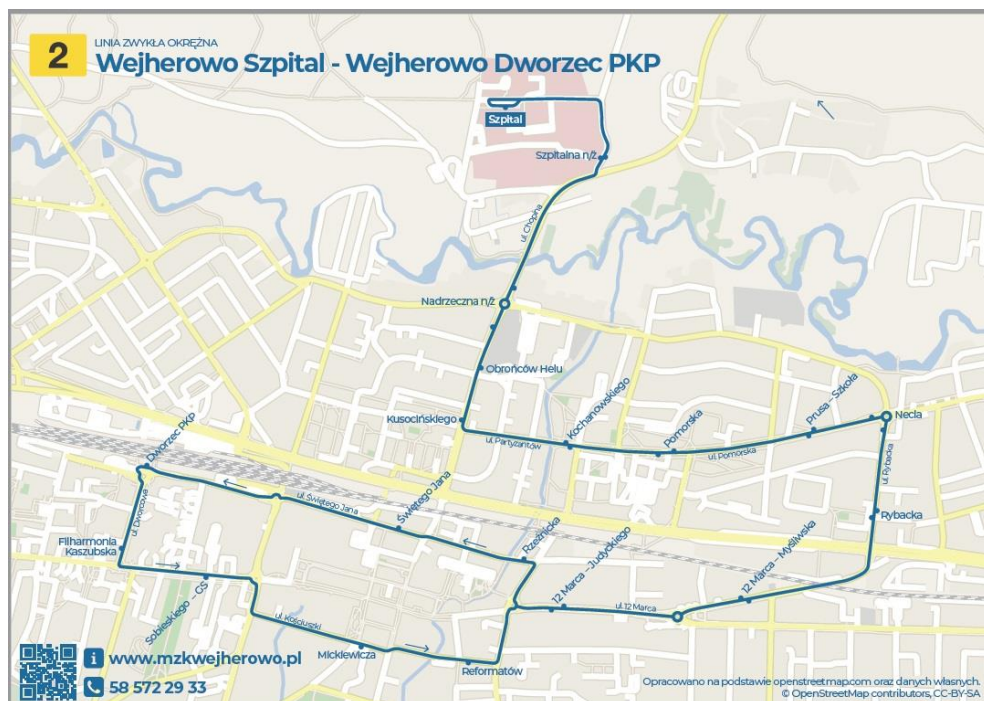 2
LINIA ZWYKŁA OKRĘŻNA
Wejherowo Szpital - Wejherowo Dworzec PKP
Szpital
Szpitalna n/ż
ul. Chopina
Nadrzeczna n/ż
Obrońców Helu
Kusocińskiego
ul. Partyzantów
Kochanowskiego
Pomorska
ul. Pomorska
Prusa - Szkoła
Necla
ul. Rybacka
Rybacka
12 Marca - Myśliwska
ul. 12 Marca
12 Marca - Judyckiego
Rzeźnicka
Świętego Jana
ul. Świętego Jana
Dworzec PKP
ul. Dworcowa
Filharmonia
Kaszubska
Sobieskiego - GS
ul. Kościuszki
Mickiewicza
Reformatów
www.mzkwejherowo.pl
58 572 29 33
Opracowano na podstawie openstreetmap.com oraz danych własnych.
© OpenStreetMap contributors, CC-BY-SA